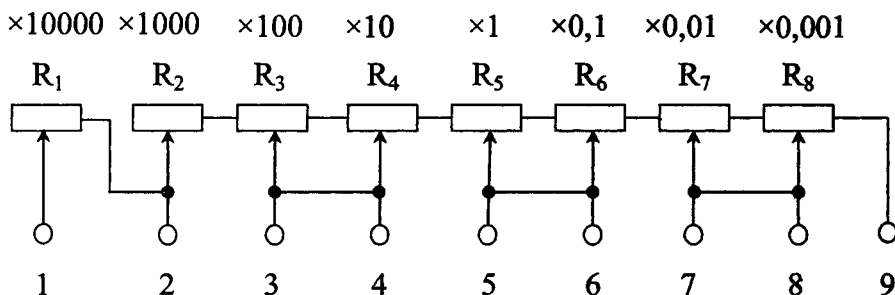 ×10000 ×1000 ×100 ×10 ×1 ×0,1 ×0,01 ×0,001
R₁ R₂ R₃ R₄ R₅ R₆ R₇ R₈
1 2 3 4 5 6 7 8 9